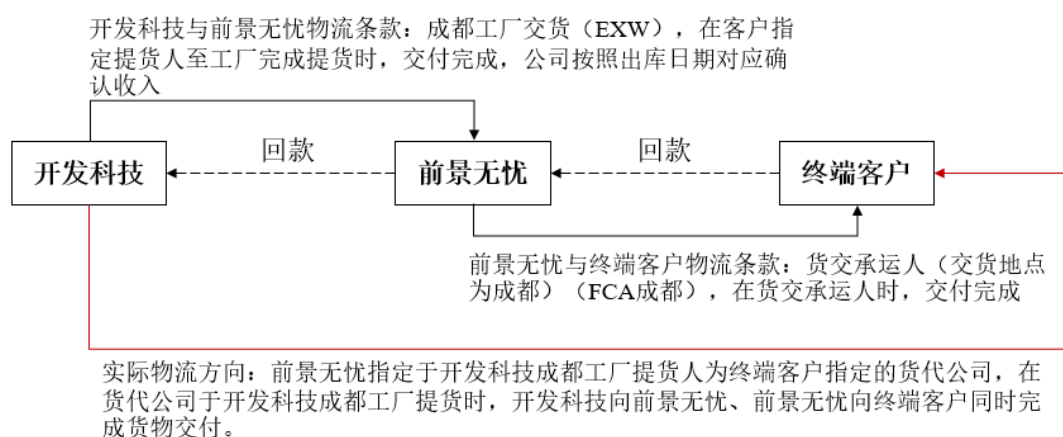 开发科技与前景无忧物流条款：成都工厂交货（EXW），在客户指
定提货人至工厂完成提货时，交付完成，公司按照出库日期对应确
认收入
开发科技
回款
前景无忧
回款
终端客户
前景无忧与终端客户物流条款：货交承运人（交货地点
为成都）（FCA成都），在货交承运人时，交付完成
实际物流方向：前景无忧指定于开发科技成都工厂提货人为终端客户指定的货代公司，在
货代公司于开发科技成都工厂提货时，开发科技向前景无忧、前景无忧向终端客户同时完
成货物交付。